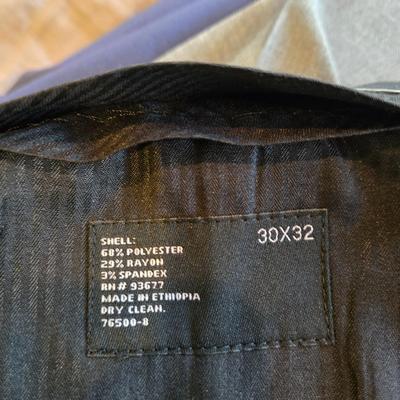 SHELL:
30X32
68% POLYESTER
29% RAYON
3% SPANDEX
RN# 93677
MADE IN ETHIOPIA
DRY CLEAN.
76500-8